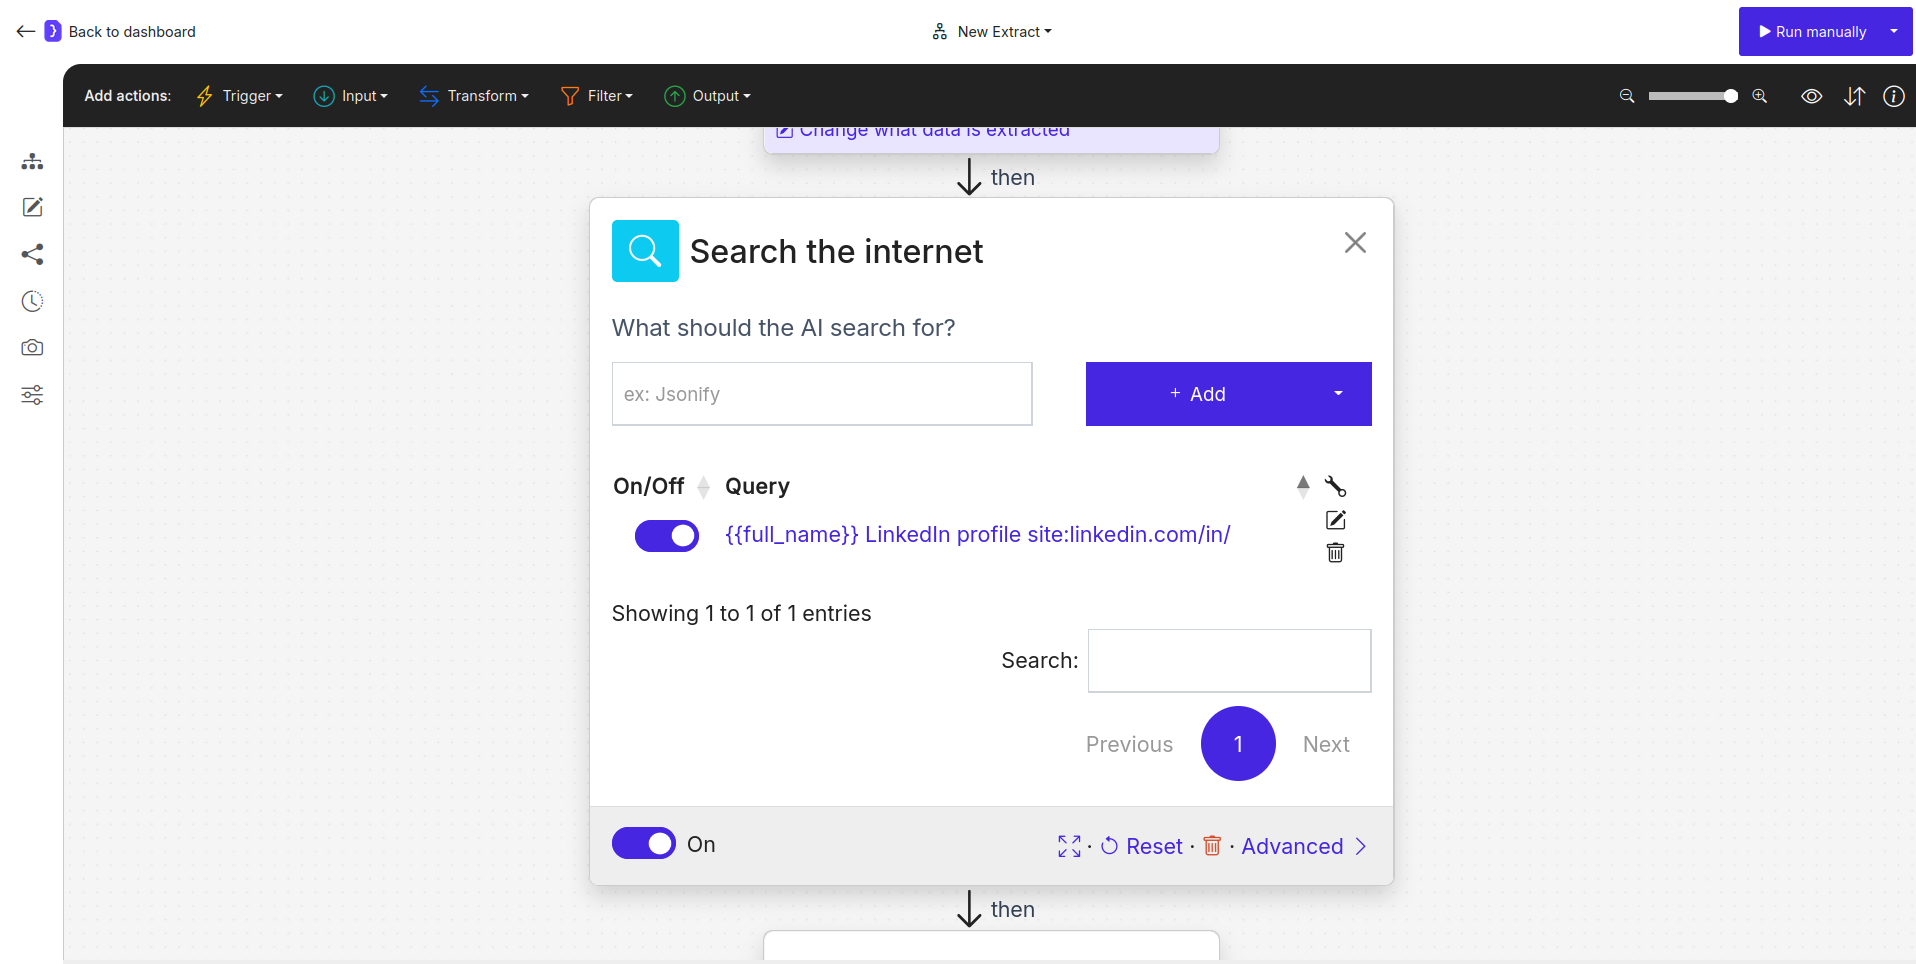 Back to dashboard
New Extract
Run manually
Add actions:
Trigger
Input
Transform
Filter
Output
Change what data is extracted
then
Search the internet
What should the AI search for?
ex: Jsonify
+ Add
On/Off
Query
{{full_name}} LinkedIn profile site:linkedin.com/in/
Showing 1 to 1 of 1 entries
Search:
Previous
1
Next
On
· Reset · · Advanced
then